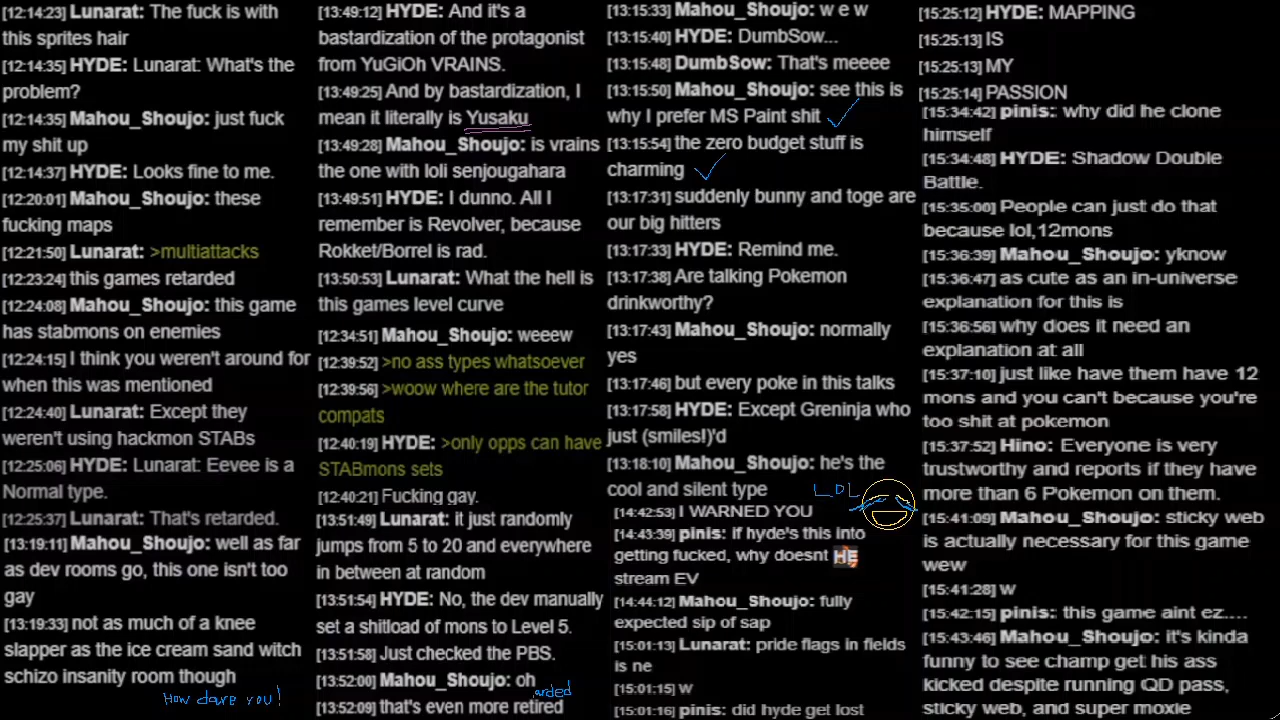 [12:14:23] Lunarat: The fuck is with
this sprites hair
[12:14:35] HYDE: Lunarat: What's the
problem?
[12:14:35] Mahou_Shoujo: just fuck
my shit up
[12:14:37] HYDE: Looks fine to me.
[12:20:01] Mahou_Shoujo: these
fucking maps
[12:21:50] Lunarat: >multiattacks
[12:23:24] this games retarded
[12:24:08] Mahou_Shoujo: this game
has stabmons on enemies
[12:24:15] I think you weren't around for
when this was mentioned
[12:24:40] Lunarat: Except they
weren't using hackmon STABs
[12:25:06] HYDE: Lunarat: Eevee is a
Normal type.
[12:25:37] Lunarat: That's retarded.
[13:19:11] Mahou_Shoujo: well as far
as dev rooms go, this one isn't too
gay
[13:19:33] not as much of a knee
slapper as the ice cream sand witch
schizo insanity room though
How dare you!
[13:49:12] HYDE: And it's a
bastardization of the protagonist
from YuGiOh VRAINS.
[13:49:25] And by bastardization, I
mean it literally is Yusaku
[13:49:28] Mahou_Shoujo: is vrains
the one with loli senjougahara
[13:49:51] HYDE: I dunno. All I
remember is Revolver, because
Rokket/Borrel is rad.
[13:50:53] Lunarat: What the hell is
this games level curve
[12:34:51] Mahou_Shoujo: weeew
[12:39:52] >no ass types whatsoever
[12:39:56] >woow where are the tutor
compats
[12:40:19] HYDE: >only opps can have
STABmons sets
[12:40:21] Fucking gay.
[13:51:49] Lunarat: it just randomly
jumps from 5 to 20 and everywhere
in between at random
[13:51:54] HYDE: No, the dev manually
set a shitload of mons to Level 5.
[13:51:58] Just checked the PBS.
[13:52:00] Mahou_Shoujo: oh
arded
[13:52:09] that's even more retired
[13:15:33] Mahou_Shoujo: w e w
[13:15:40] HYDE: DumbSow...
[13:15:48] DumbSow: That's meeee
[13:15:50] Mahou_Shoujo: see this is
why I prefer MS Paint shit
[13:15:54] the zero budget stuff is
charming
[13:17:31] suddenly bunny and toge are
our big hitters
[13:17:33] HYDE: Remind me.
[13:17:38] Are talking Pokemon
drinkworthy?
[13:17:43] Mahou_Shoujo: normally
yes
[13:17:46] but every poke in this talks
[13:17:58] HYDE: Except Greninja who
just (smiles!)'d
[13:18:10] Mahou_Shoujo: he's the
cool and silent type
LOL
[14:42:53] I WARNED YOU
[14:43:39] pinis: if hyde's this into
getting fucked, why doesnt HE
stream EV
[14:44:12] Mahou_Shoujo: fully
expected sip of sap
[15:01:13] Lunarat: pride flags in fields
is ne
[15:01:15] w
[15:01:16] pinis: did hyde get lost
[15:25:12] HYDE: MAPPING
[15:25:13] IS
[15:25:13] MY
[15:25:14] PASSION
[15:34:42] pinis: why did he clone
himself
[15:34:48] HYDE: Shadow Double
Battle.
[15:35:00] People can just do that
because lol,12mons
[15:36:39] Mahou_Shoujo: yknow
[15:36:47] as cute as an in-universe
explanation for this is
[15:36:56] why does it need an
explanation at all
[15:37:10] just like have them have 12
mons and you can't because you're
too shit at pokemon
[15:37:52] Hino: Everyone is very
trustworthy and reports if they have
more than 6 Pokemon on them.
[15:41:09] Mahou_Shoujo: sticky web
is actually necessary for this game
wew
[15:41:28] w
[15:42:15] pinis: this game aint ez....
[15:43:46] Mahou_Shoujo: it's kinda
funny to see champ get his ass
kicked despite running QD pass,
sticky web, and super moxie